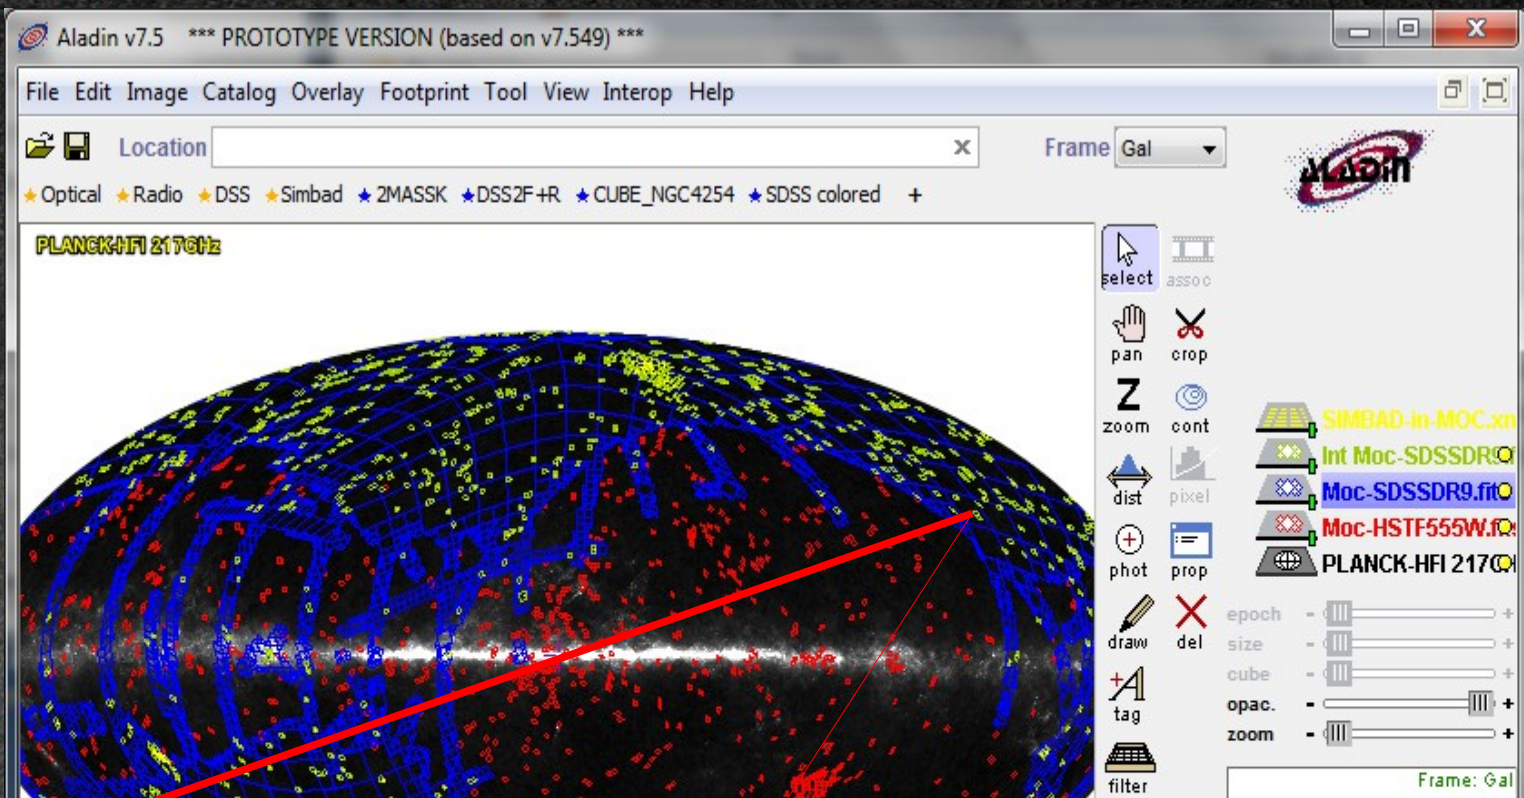 Aladin v7.5 *** PROTOTYPE VERSION (based on v7.549) ***
File Edit Image Catalog Overlay Footprint Tool View Interop Help
Location
Frame Gal
ALADIN
Optical Radio DSS Simbad 2MASSK DSS2F+R CUBE_NGC4254 SDSS colored +
PLANCK-HFI 217GHz
select assoc
pan crop
Z
zoom cont
dist pixel
phot prop
draw del
tag
filter
SIMBAD-in-MOC.xm
Int Moc-SDSSDR9
Moc-SDSSDR9.fit
Moc-HSTF555W.fi
PLANCK-HFI 217G
epoch - +
size - +
cube - +
opac. - +
zoom - +
Frame: Gal